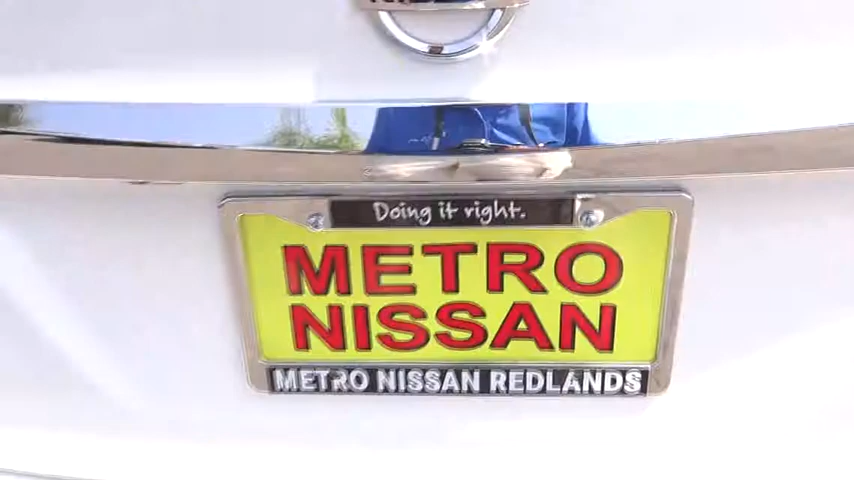 Doing it right.
METRO
NISSAN
METRO NISSAN REDLANDS